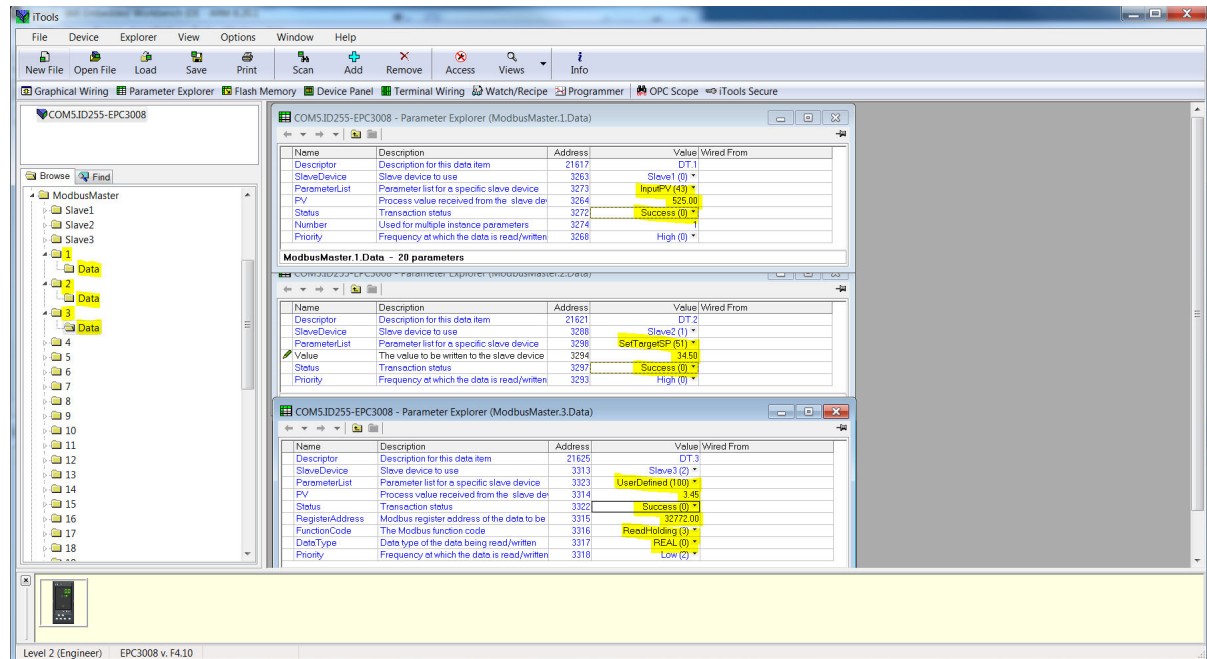 iTools
File Device Explorer View Options Window Help
New File Open File Load Save Print Scan Add Remove Access Views Info
Graphical Wiring Parameter Explorer Flash Memory Device Panel Terminal Wiring Watch/Recipe Programmer OPC Scope iTools Secure
COM5.ID255-EPC3008
Browse Find
ModbusMaster
Slave1
Slave2
Slave3
1
Data
2
Data
3
Data
4
5
6
7
8
9
10
11
12
13
14
15
16
17
18
COM5.ID255-EPC3008 - Parameter Explorer (ModbusMaster.1.Data)
Name Description Address Value Wired From
Descriptor Description for this data item 21617 DT.1
SlaveDevice Slave device to use 3263 Slave1 (0)
ParameterList Parameter list for a specific slave device 3273 InputPV (43)
PV Process value received from the slave dev 3264 525.00
Status Transaction status 3272 Success (0)
Number Used for multiple instance parameters 3274 1
Priority Frequency at which the data is read/written 3268 High (0)
ModbusMaster.1.Data - 20 parameters
COM5.ID255-EPC3008 - Parameter Explorer (ModbusMaster.2.Data)
Name Description Address Value Wired From
Descriptor Description for this data item 21621 DT.2
SlaveDevice Slave device to use 3288 Slave2 (1)
ParameterList Parameter list for a specific slave device 3298 SetTargetSP (51)
Value The value to be written to the slave device 3294 34.50
Status Transaction status 3297 Success (0)
Priority Frequency at which the data is read/written 3293 High (0)
COM5.ID255-EPC3008 - Parameter Explorer (ModbusMaster.3.Data)
Name Description Address Value Wired From
Descriptor Description for this data item 21625 DT.3
SlaveDevice Slave device to use 3313 Slave3 (2)
ParameterList Parameter list for a specific slave device 3323 UserDefined (100)
PV Process value received from the slave dev 3314 3.45
Status Transaction status 3322 Success (0)
RegisterAddress Modbus register address of the data to be 3315 32772.00
FunctionCode The Modbus function code 3316 ReadHolding (3)
DataType Data type of the data being read/written 3317 REAL (0)
Priority Frequency at which the data is read/written 3318 Low (2)
Level 2 (Engineer) EPC3008 v. F4.10